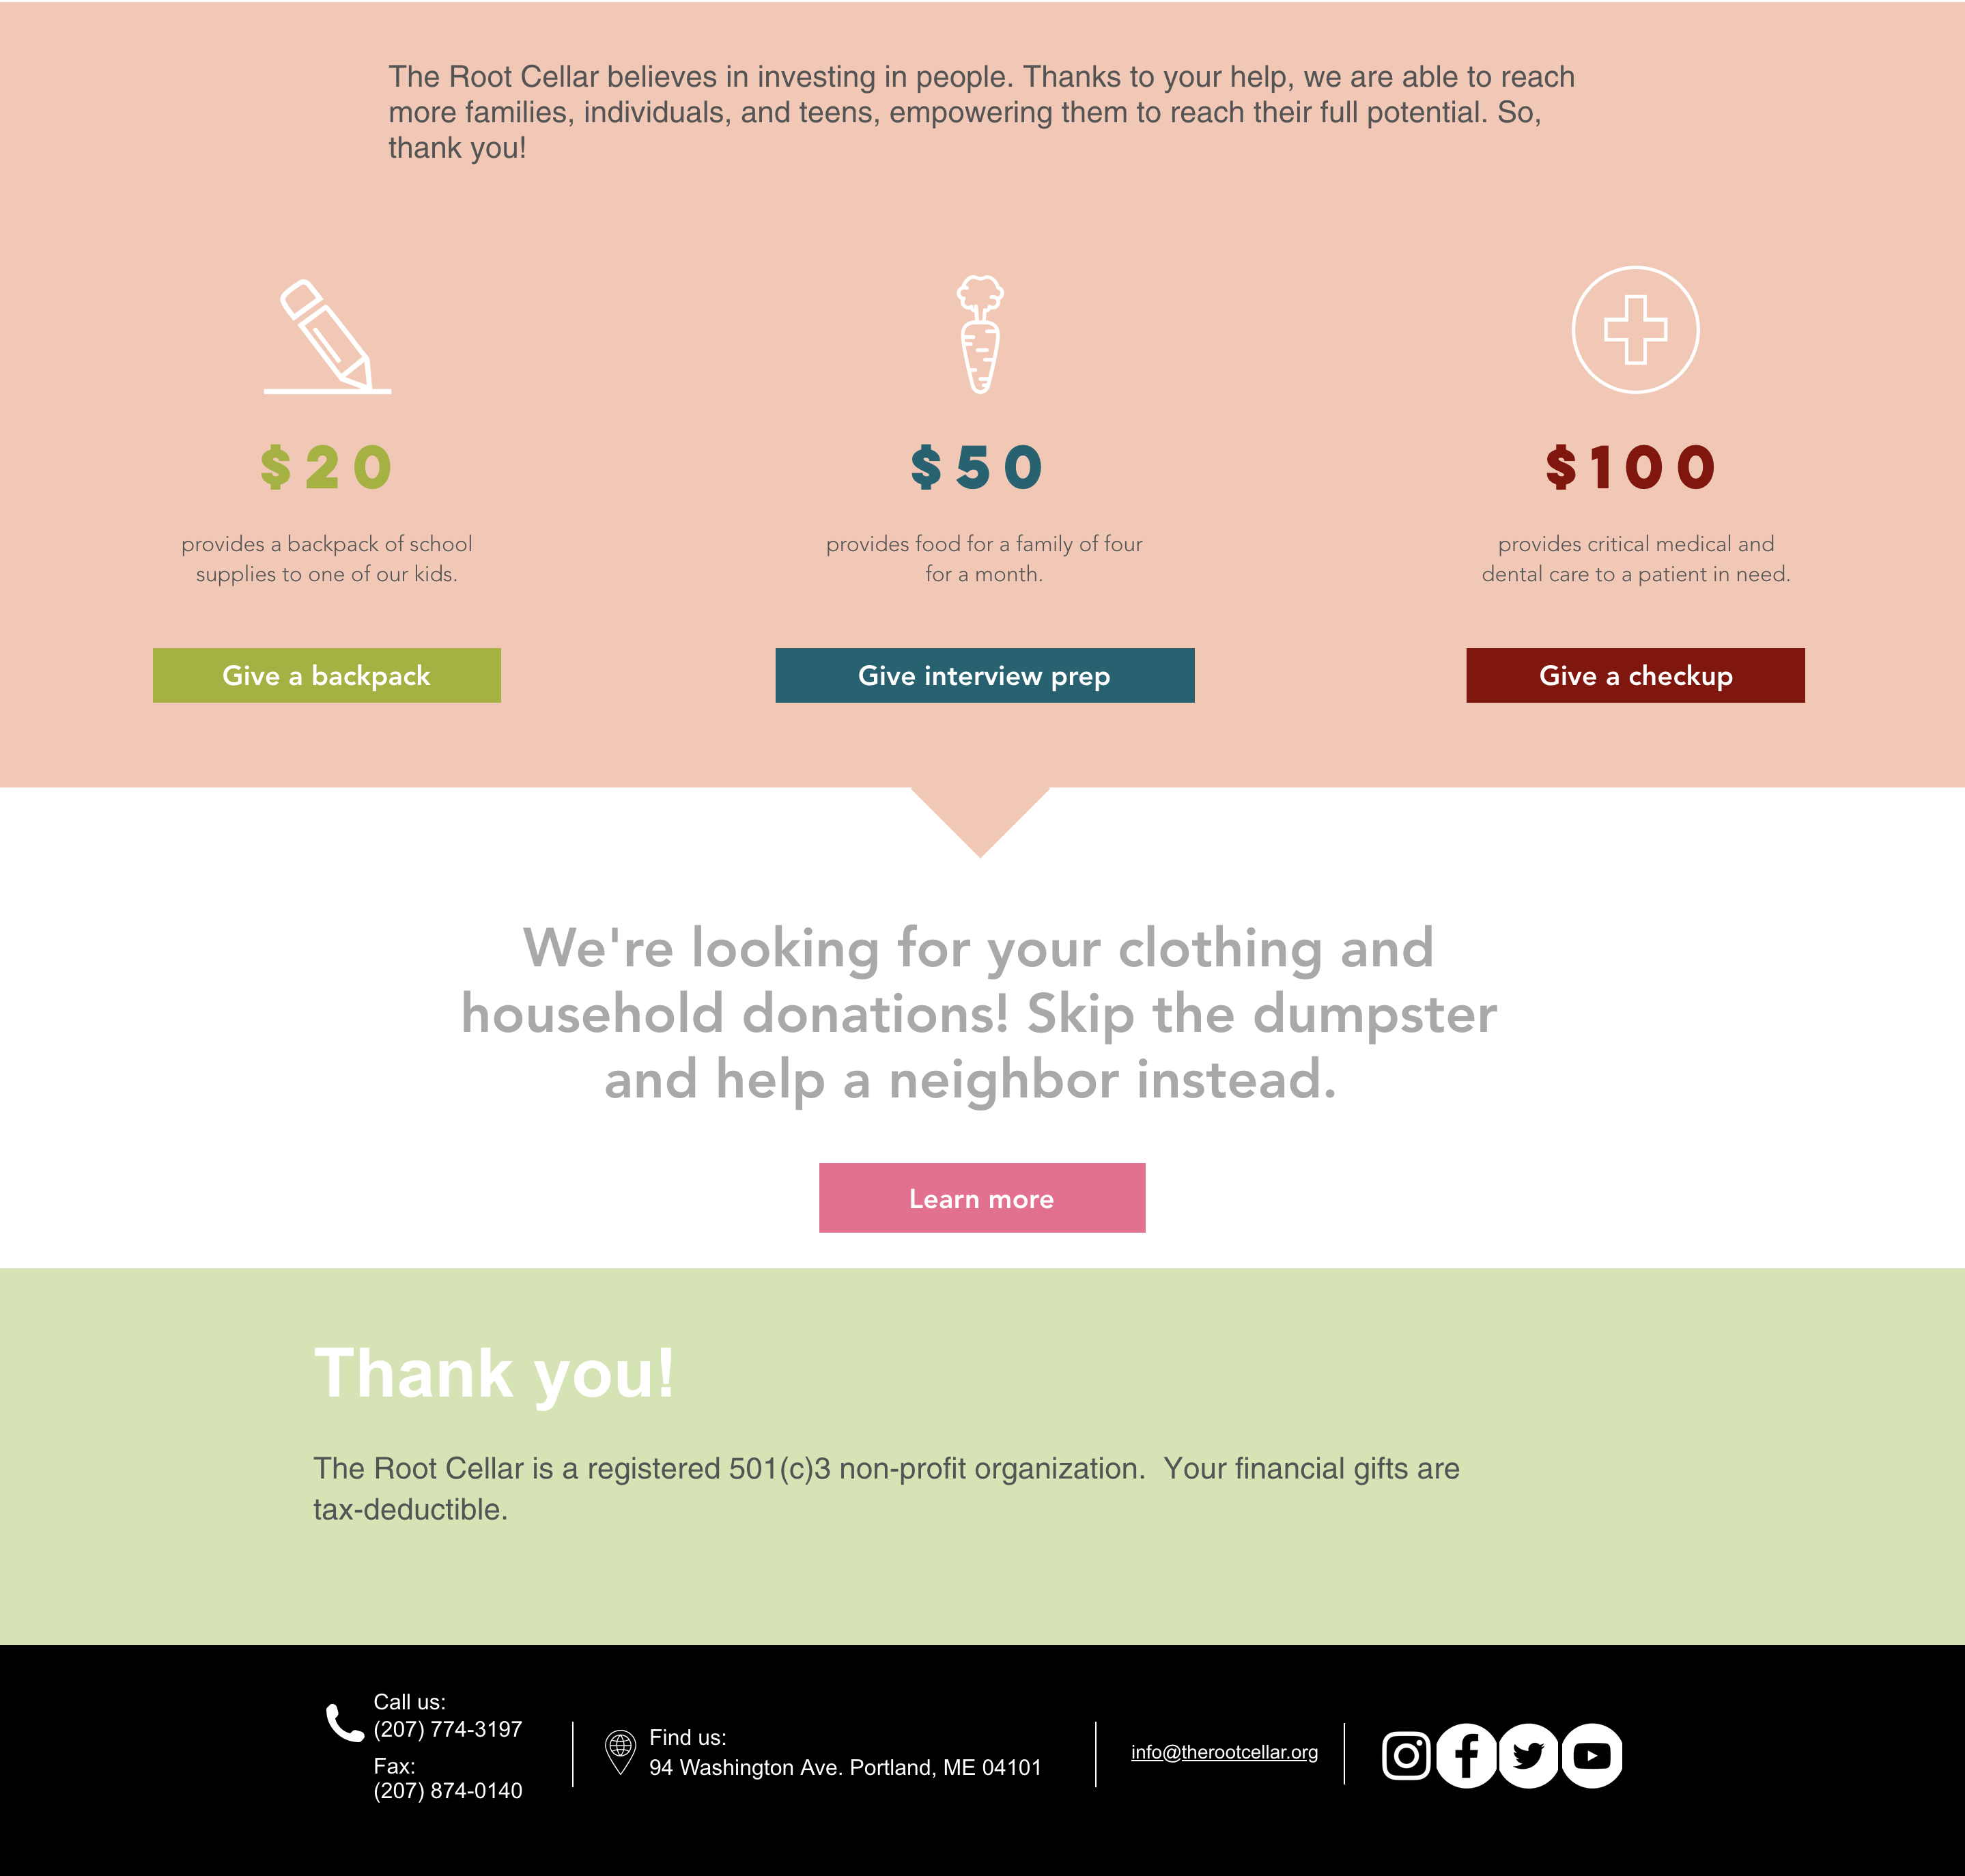 The Root Cellar believes in investing in people. Thanks to your help, we are able to reach
more families, individuals, and teens, empowering them to reach their full potential. So,
thank you!
$20
provides a backpack of school
supplies to one of our kids.
Give a backpack
$50
provides food for a family of four
for a month.
Give interview prep
$100
provides critical medical and
dental care to a patient in need.
Give a checkup
We're looking for your clothing and
household donations! Skip the dumpster
and help a neighbor instead.
Learn more
Thank you!
The Root Cellar is a registered 501(c)3 non-profit organization.  Your financial gifts are
tax-deductible.
Call us:
(207) 774-3197
Fax:
(207) 874-0140
Find us:
94 Washington Ave. Portland, ME 04101
info@therootcellar.org